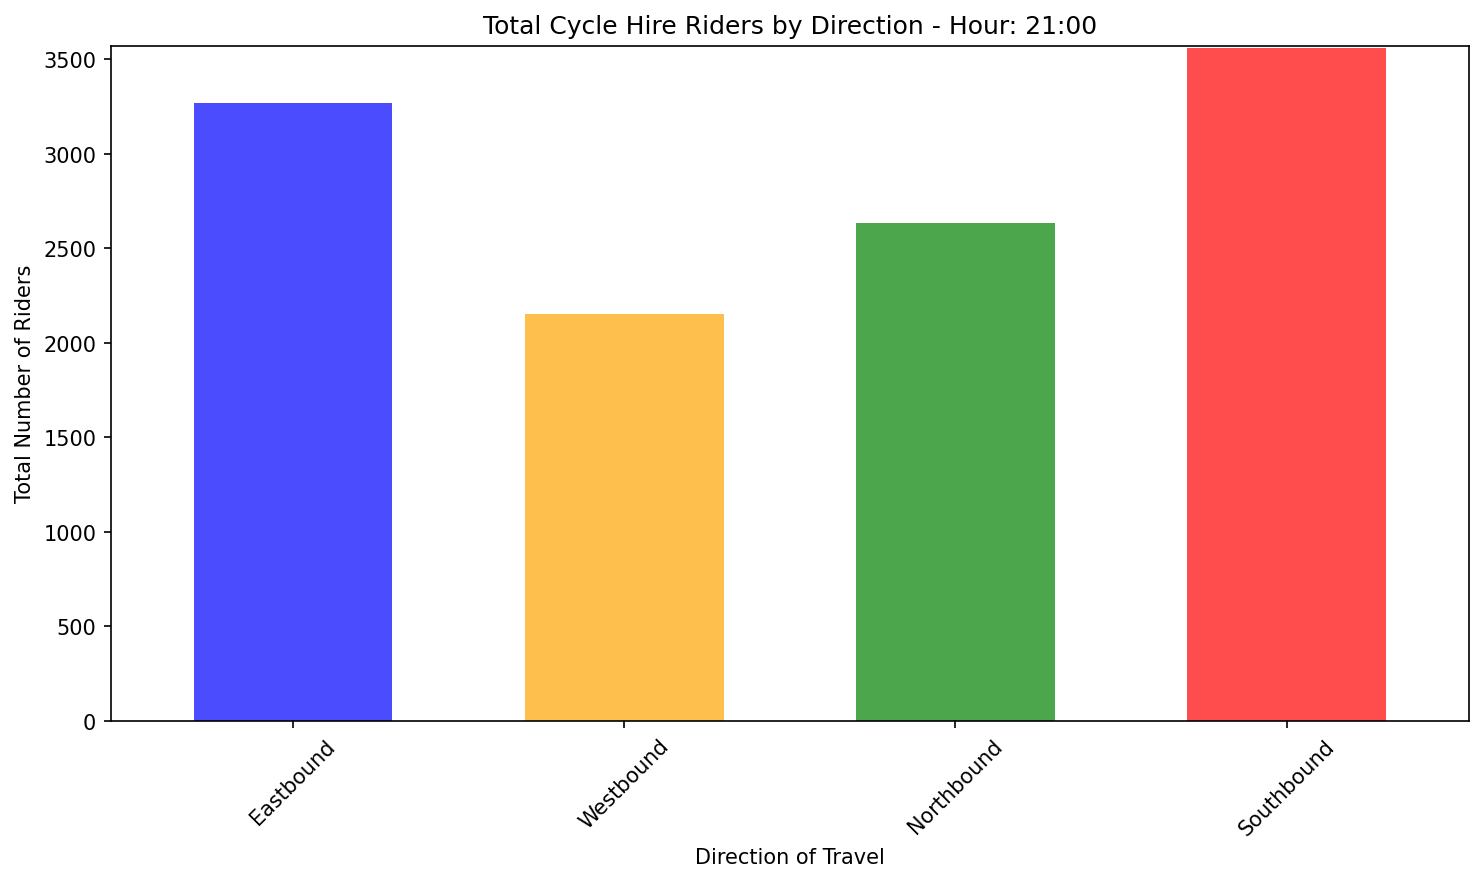 Total Cycle Hire Riders by Direction - Hour: 21:00
Total Number of Riders
3500
3000
2500
2000
1500
1000
500
0
Eastbound
Westbound
Northbound
Southbound
Direction of Travel